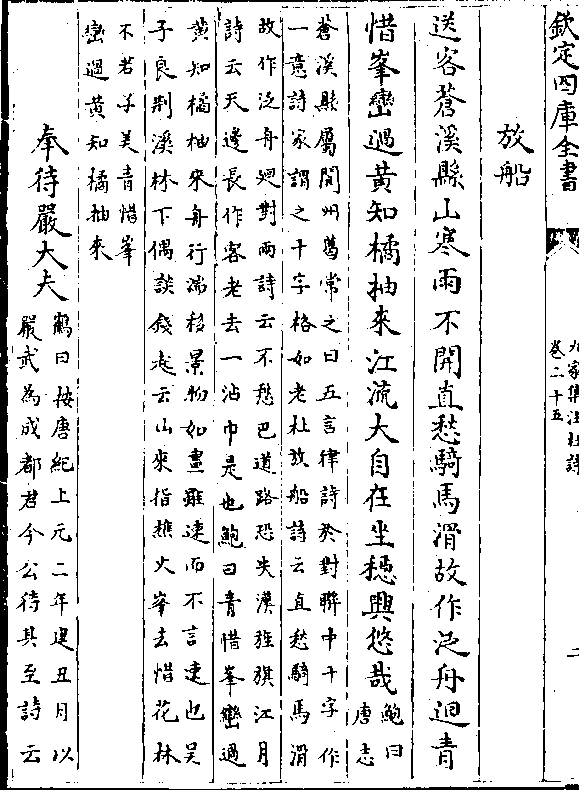 欽定四庫全書
九家集注杜詩
卷二十五
二
放船
送客蒼溪縣山寒雨不開直愁騎馬滑故作泛舟迴青
惜峯巒過黃知橘柚來江流大自在坐穩興悠哉
鮑曰
唐志
蒼溪縣屬閬州舊常之曰五言律詩於對聯中十字作
一意詩家謂之十字格如老杜放船詩云直愁騎馬滑
故作泛舟廻對雨詩云不愁巴道路恐失漢旌旗江月
詩云天邊長作客老去一沾巾是也鮑曰青惜峯巒過
黃知橘柚來舟行湍移景物如畫雖速而不言速也吴
子良荆溪林下偶談錢起云山來指樵火峯去惜花林
不若子美青惜峯
巒過黃知橘柚來
奉待嚴大夫
鶴曰按唐紀上元二年建丑月以
嚴武為成都尹今公待其至詩云